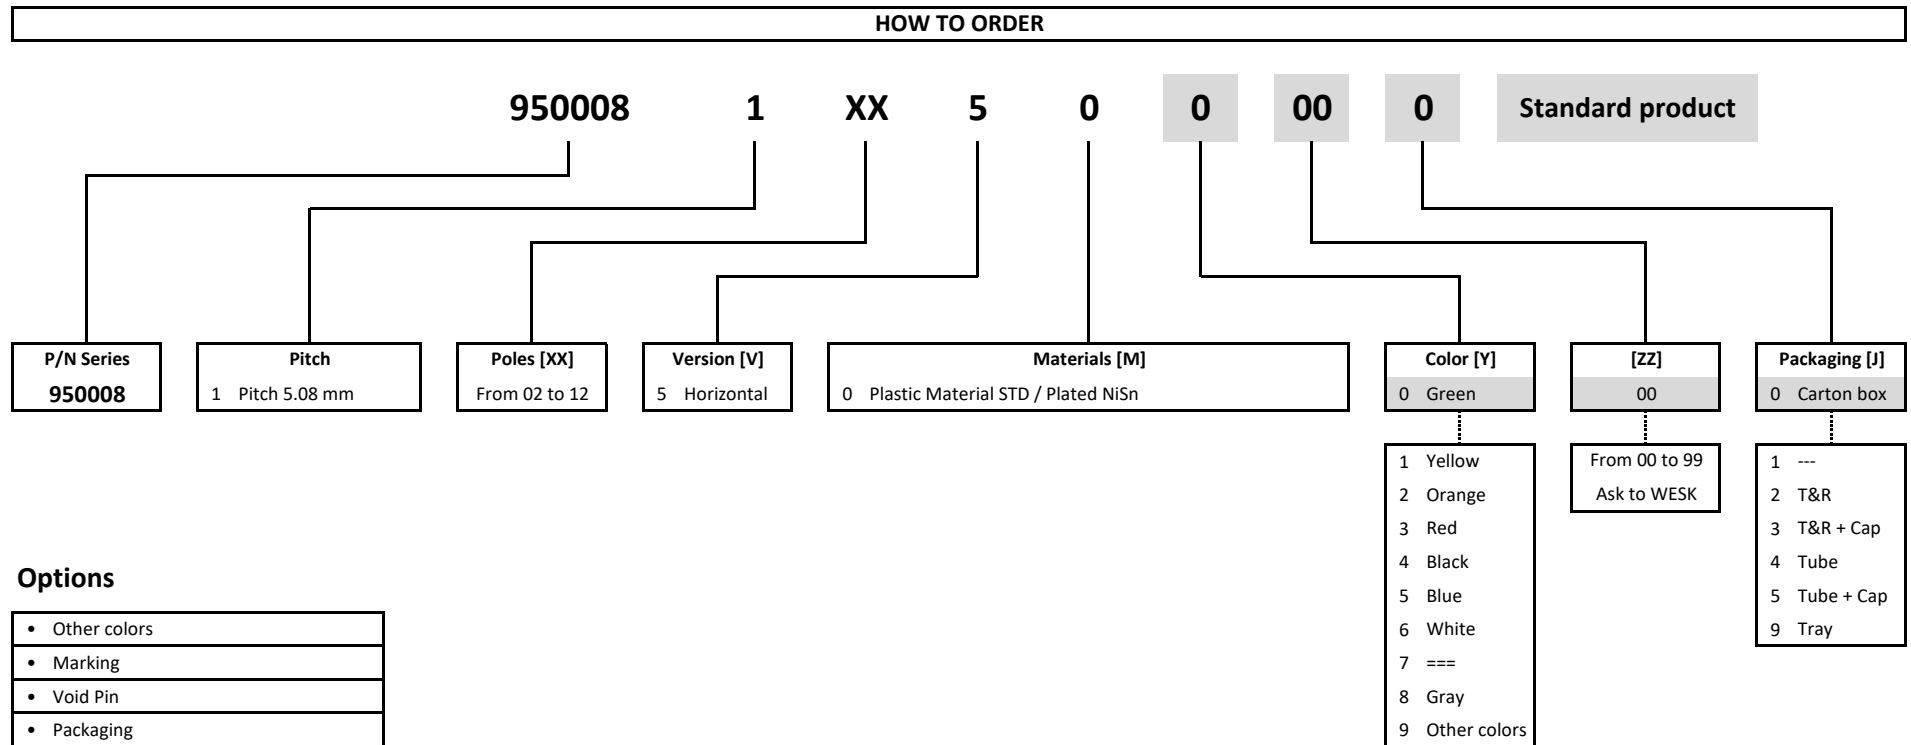 HOW TO ORDER
950008 1 XX 5 0 0 00 0 Standard product
P/N Series Pitch Poles [XX] Version [V] Materials [M] Color [Y] [ZZ] Packaging [J]
950008 1 Pitch 5.08 mm From 02 to 12 5 Horizontal 0 Plastic Material STD / Plated NiSn 0 Green 00 0 Carton box
1 Yellow From 00 to 99 1 ---
2 Orange Ask to WESK 2 T&R
3 Red 3 T&R + Cap
4 Black 4 Tube
Options
5 Blue 5 Tube + Cap
• Other colors 6 White 9 Tray
• Marking 7 ===
• Void Pin 8 Gray
• Packaging 9 Other colors